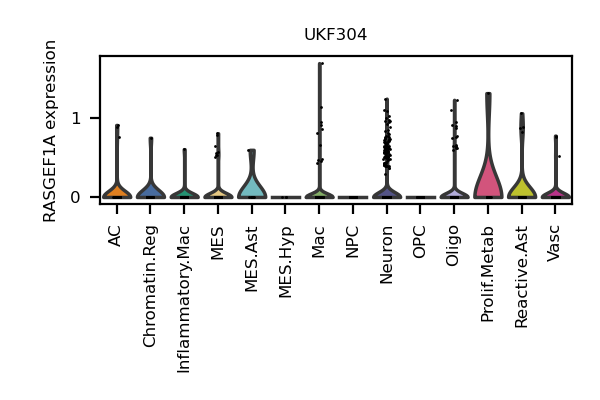 UKF304
RASGEF1A expression
1
0
AC
Chromatin.Reg
Inflammatory.Mac
MES
MES.Ast
MES.Hyp
Mac
NPC
Neuron
OPC
Oligo
Prolif.Metab
Reactive.Ast
Vasc